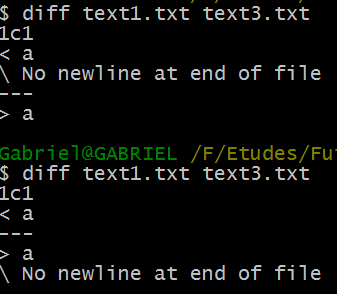 $ diff text1.txt text3.txt
1c1
< a
\ No newline at end of file
---
> a
Gabriel@GABRIEL /F/Etudes/Fu
$ diff text1.txt text3.txt
1c1
< a
---
> a
\ No newline at end of file